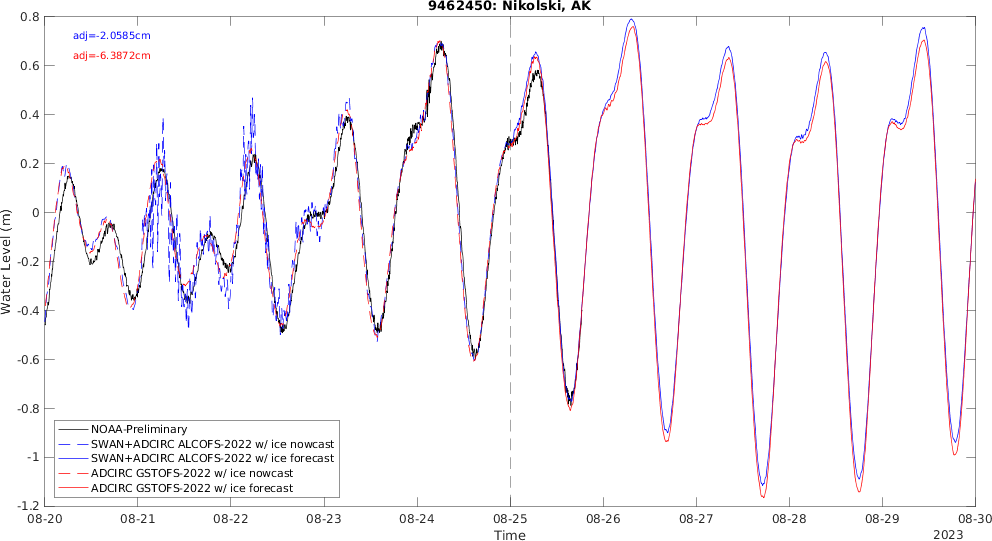 9462450: Nikolski, AK
adj=-2.0585cm
adj=-6.3872cm
Water Level (m)
0.8
0.6
0.4
0.2
0
-0.2
-0.4
-0.6
-0.8
-1
-1.2
NOAA-Preliminary
SWAN+ADCIRC ALCOFS-2022 w/ ice nowcast
SWAN+ADCIRC ALCOFS-2022 w/ ice forecast
ADCIRC GSTOFS-2022 w/ ice nowcast
ADCIRC GSTOFS-2022 w/ ice forecast
08-20 08-21 08-22 08-23 08-24 08-25 08-26 08-27 08-28 08-29 08-30
Time
2023